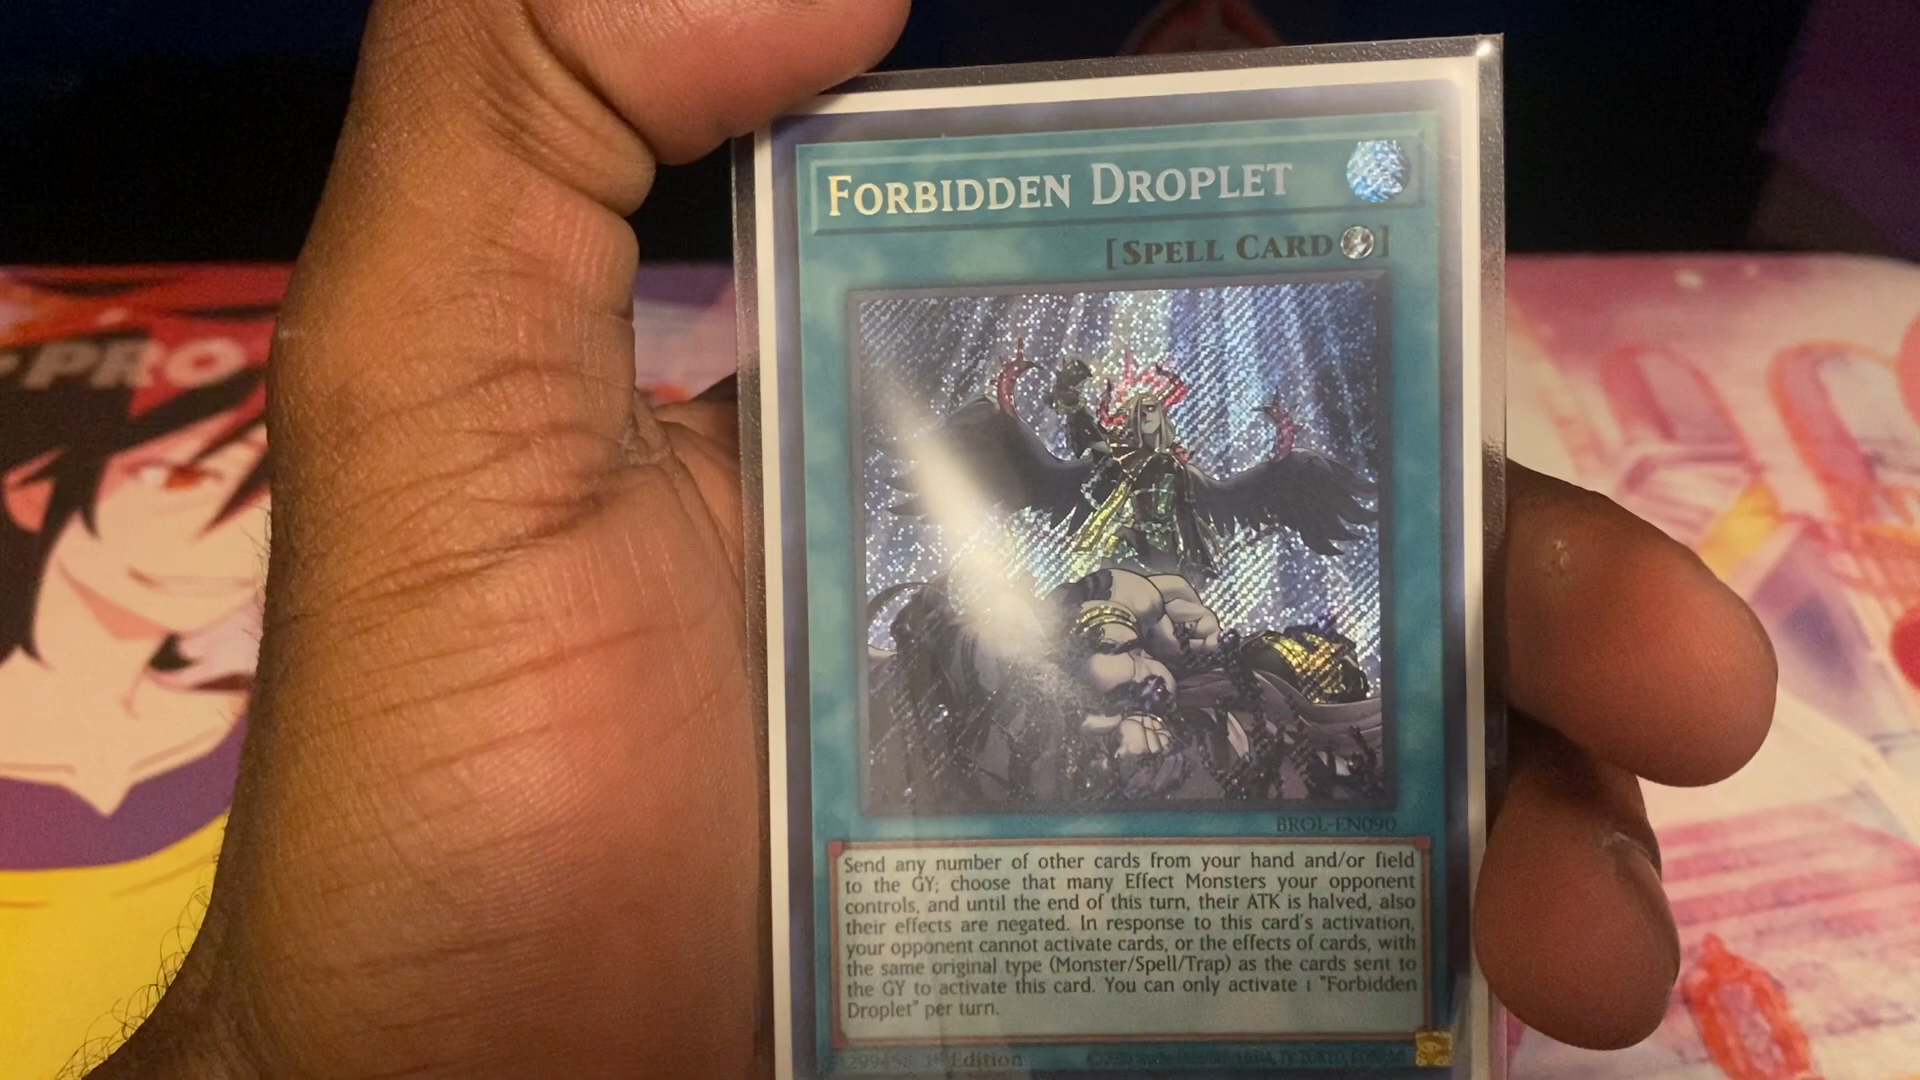 FORBIDDEN DROPLET
[SPELL CARD]
PRO
BROL-EN090
Send any number of other cards from your hand and/or field
to the GY; choose that many Effect Monsters your opponent
controls, and until the end of this turn, their ATK is halved, also
their effects are negated. In response to this card's activation,
your opponent cannot activate cards, or the effects of cards, with
the same original type (Monster/Spell/Trap) as the cards sent to
the GY to activate this card. You can only activate 1 "Forbidden
Droplet" per turn.
Edition